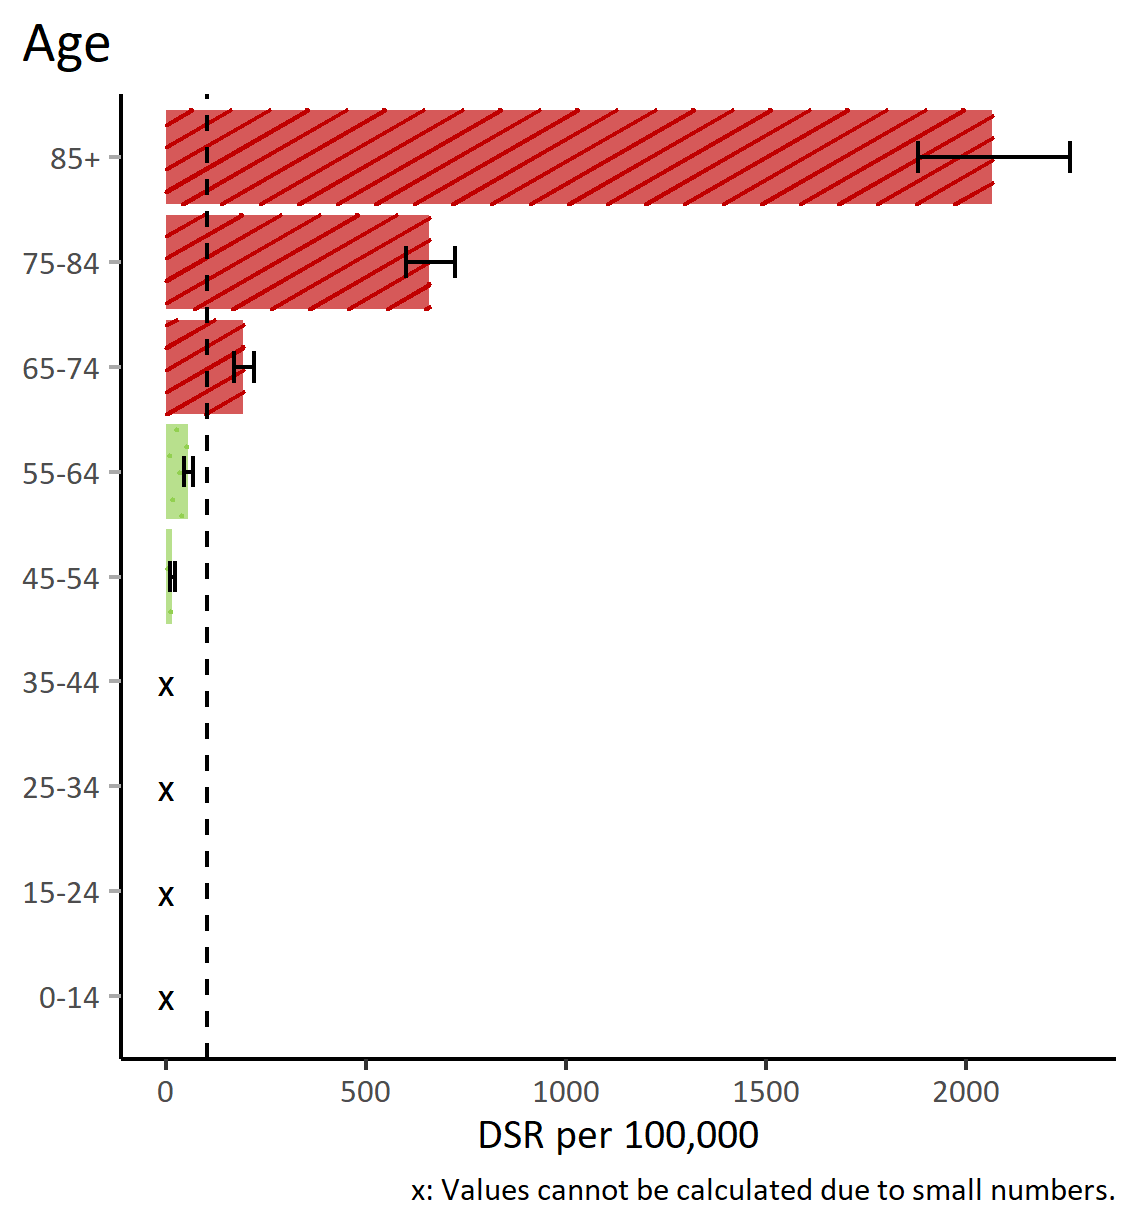 Age
85+
75-84
65-74
55-64
45-54
35-44 x
25-34 x
15-24 x
0-14 x
0 500 1000 1500 2000
DSR per 100,000
x: Values cannot be calculated due to small numbers.